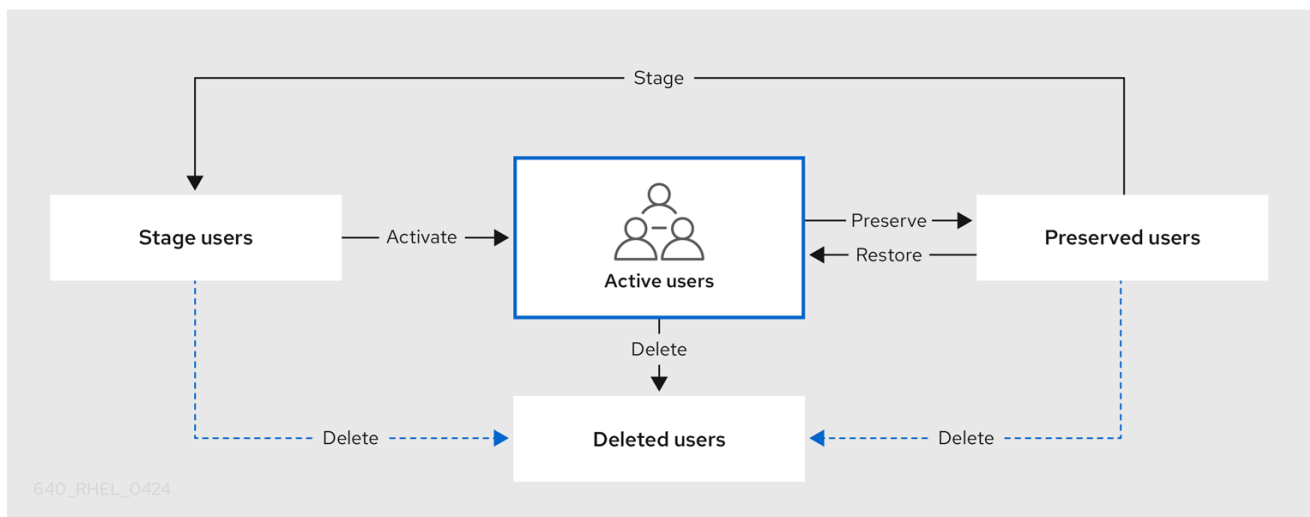 Stage
Stage users
Activate
Active users
Preserve
Restore
Preserved users
Delete
Delete
Deleted users
Delete
640_RHEL_0424